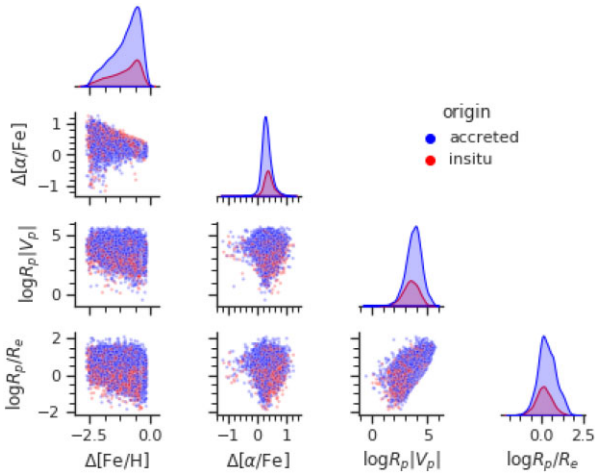 origin
accreted
insitu
Δ[α/Fe]
1
0
−1
logR_p|V_p|
5
0
logR_p/R_e
2
0
−2
−2.5 0.0
−1 0 1
0 5
0.0 2.5
Δ[Fe/H]
Δ[α/Fe]
logR_p|V_p|
logR_p/R_e